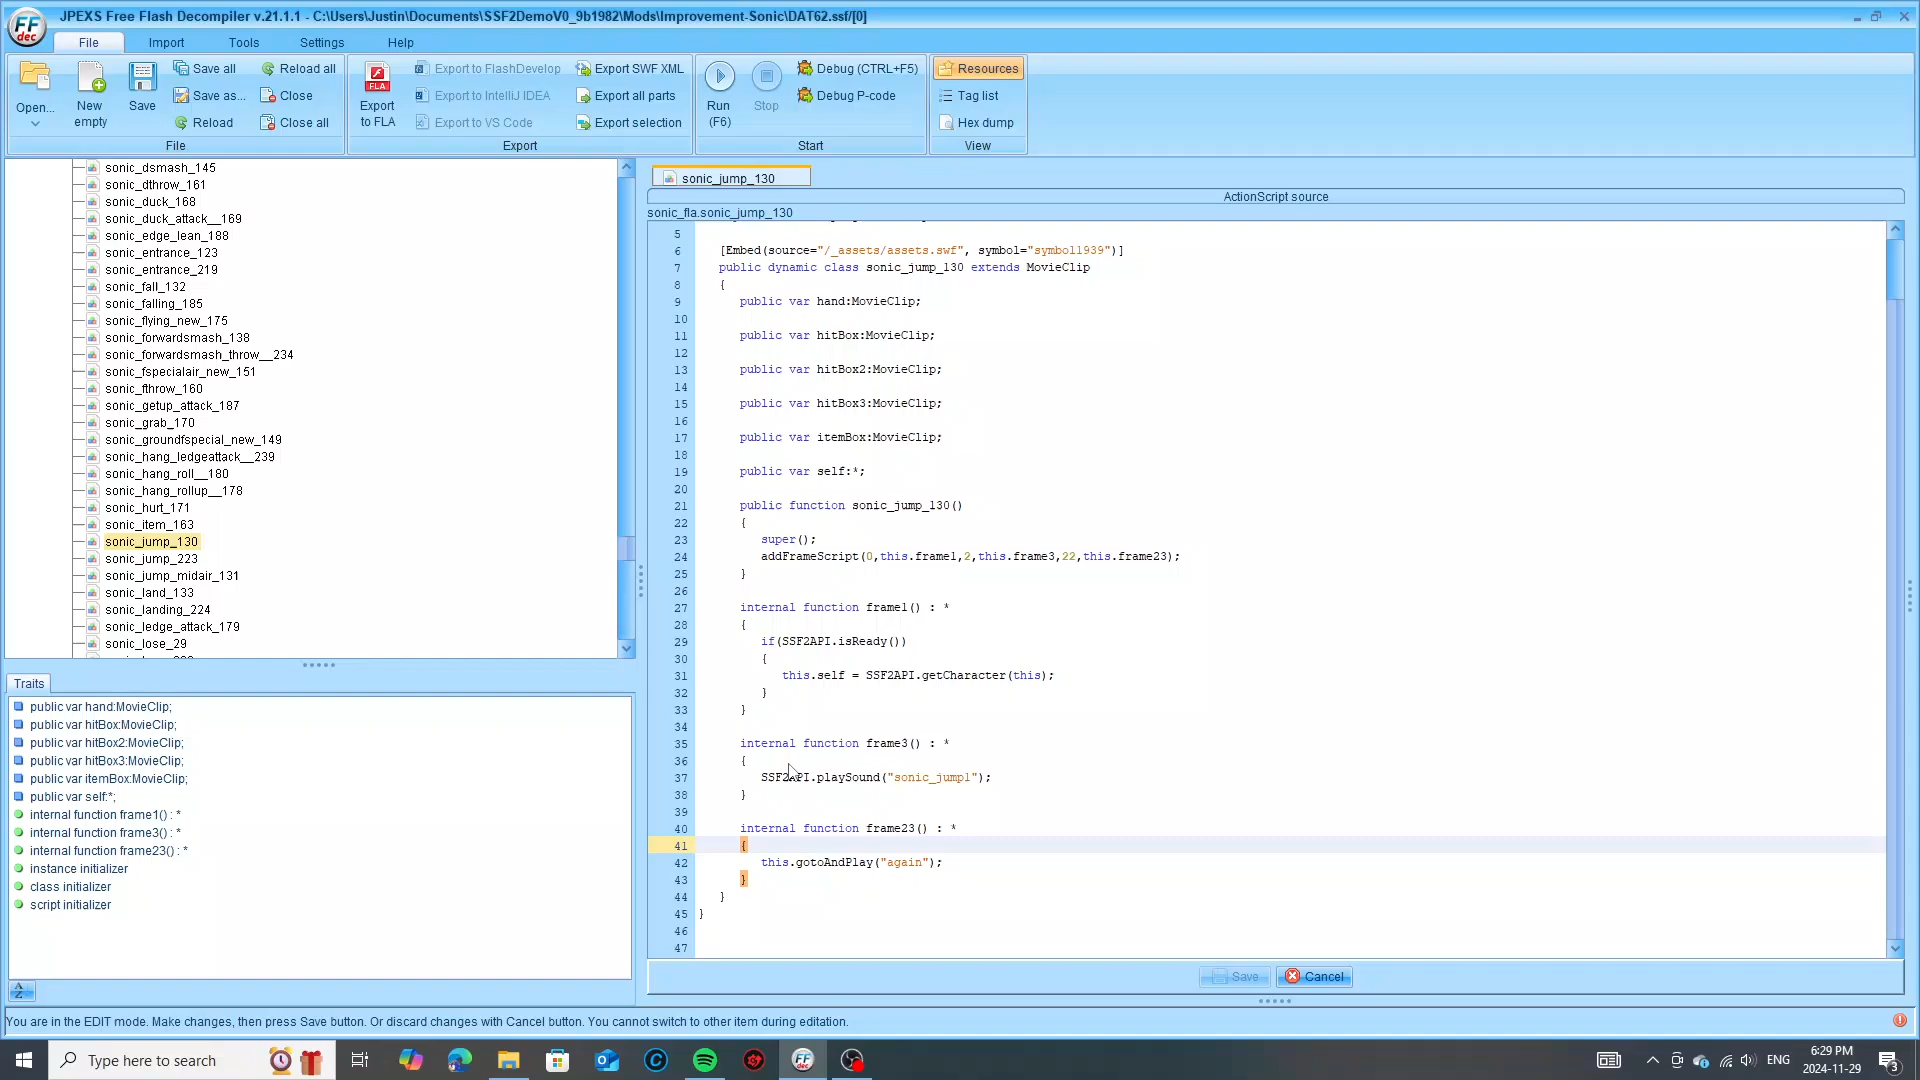 JPEXS Free Flash Decompiler v.21.1.1 - C:\Users\Justin\Documents\SSF2DemoV0_9b1982\Mods\Improvement-Sonic\DAT62.ssf/[0]
FF dec
File Import Tools Settings Help
Open... New empty Save Save all Save as... Reload Reload all Close Close all
File
FLA Export to FLA Export to FlashDevelop Export to IntelliJ IDEA Export to VS Code Export SWF XML Export all parts Export selection
Export
Run (F6) Stop Debug (CTRL+F5) Debug P-code
Start
Resources Tag list Hex dump
View
sonic_dsmash_145
sonic_dthrow_161
sonic_duck_168
sonic_duck_attack__169
sonic_edge_lean_188
sonic_entrance_123
sonic_entrance_219
sonic_fall_132
sonic_falling_185
sonic_flying_new_175
sonic_forwardsmash_138
sonic_forwardsmash_throw__234
sonic_fspecialair_new_151
sonic_fthrow_160
sonic_getup_attack_187
sonic_grab_170
sonic_groundfspecial_new_149
sonic_hang_ledgeattack__239
sonic_hang_roll__180
sonic_hang_rollup__178
sonic_hurt_171
sonic_item_163
sonic_jump_130
sonic_jump_223
sonic_jump_midair_131
sonic_land_133
sonic_landing_224
sonic_ledge_attack_179
sonic_lose_29
Traits
public var hand:MovieClip;
public var hitBox:MovieClip;
public var hitBox2:MovieClip;
public var hitBox3:MovieClip;
public var itemBox:MovieClip;
public var self:*;
internal function frame1() : *
internal function frame3() : *
internal function frame23() : *
instance initializer
class initializer
script initializer
sonic_jump_130
ActionScript source
sonic_fla.sonic_jump_130
5
6 [Embed(source="/_assets/assets.swf", symbol="symbol1939")]
7 public dynamic class sonic_jump_130 extends MovieClip
8 {
9 public var hand:MovieClip;
10
11 public var hitBox:MovieClip;
12
13 public var hitBox2:MovieClip;
14
15 public var hitBox3:MovieClip;
16
17 public var itemBox:MovieClip;
18
19 public var self:*;
20
21 public function sonic_jump_130()
22 {
23 super();
24 addFrameScript(0,this.frame1,2,this.frame3,22,this.frame23);
25 }
26
27 internal function frame1() : *
28 {
29 if(SSF2API.isReady())
30 {
31 this.self = SSF2API.getCharacter(this);
32 }
33 }
34
35 internal function frame3() : *
36 {
37 SSF2API.playSound("sonic_jump1");
38 }
39
40 internal function frame23() : *
41 {
42 this.gotoAndPlay("again");
43 }
44 }
45 }
46
47
Save Cancel
You are in the EDIT mode. Make changes, then press Save button. Or discard changes with Cancel button. You cannot switch to other item during editation.
Type here to search
ENG
6:29 PM
2024-11-29
3